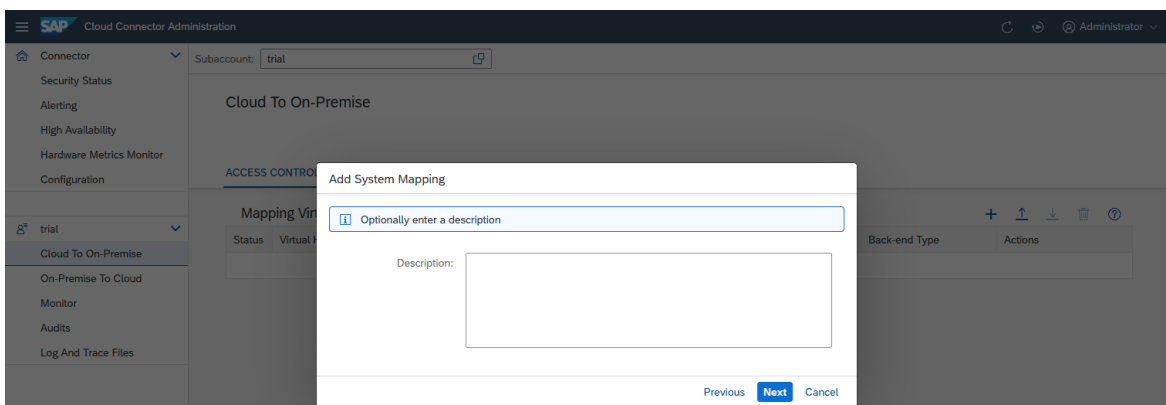 SAP Cloud Connector Administration
Administrator
Connector
Subaccount: trial
Security Status
Alerting
Cloud To On-Premise
High Availability
Hardware Metrics Monitor
Configuration
ACCESS CONTROL
Add System Mapping
Mapping Virt
Optionally enter a description
trial
Status Virtual H
Back-end Type Actions
Cloud To On-Premise
Description:
On-Premise To Cloud
Monitor
Audits
Log And Trace Files
Previous Next Cancel